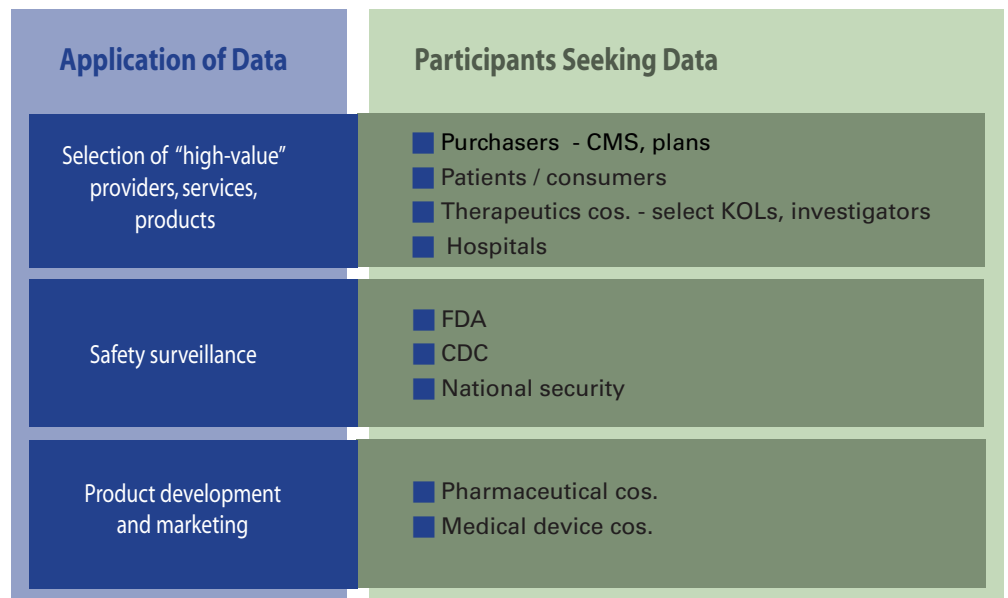 Application of Data
Participants Seeking Data
Selection of “high-value”
providers, services,
products
Purchasers - CMS, plans
Patients / consumers
Therapeutics cos. - select KOLs, investigators
Hospitals
Safety surveillance
FDA
CDC
National security
Product development
and marketing
Pharmaceutical cos.
Medical device cos.